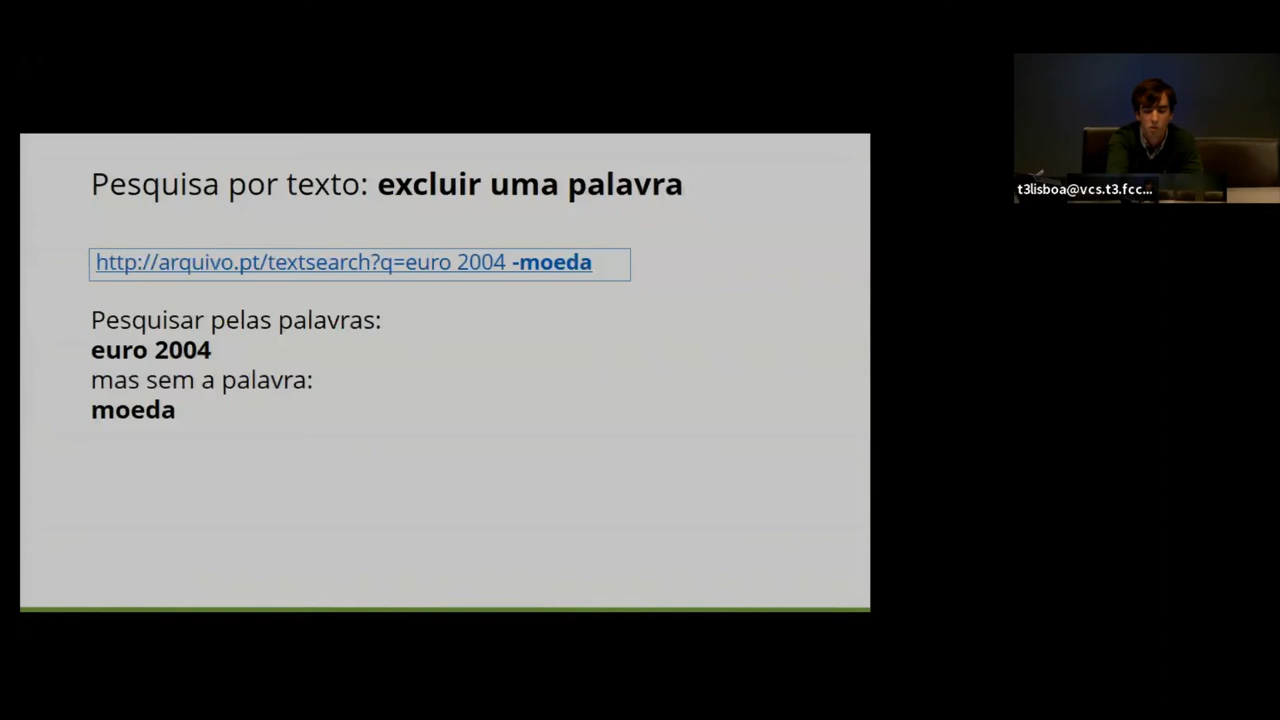 Pesquisa por texto: excluir uma palavra
http://arquivo.pt/textsearch?q=euro 2004 -moeda
Pesquisar pelas palavras:
euro 2004
mas sem a palavra:
moeda
t3lisboa@vcs.t3.fcc...